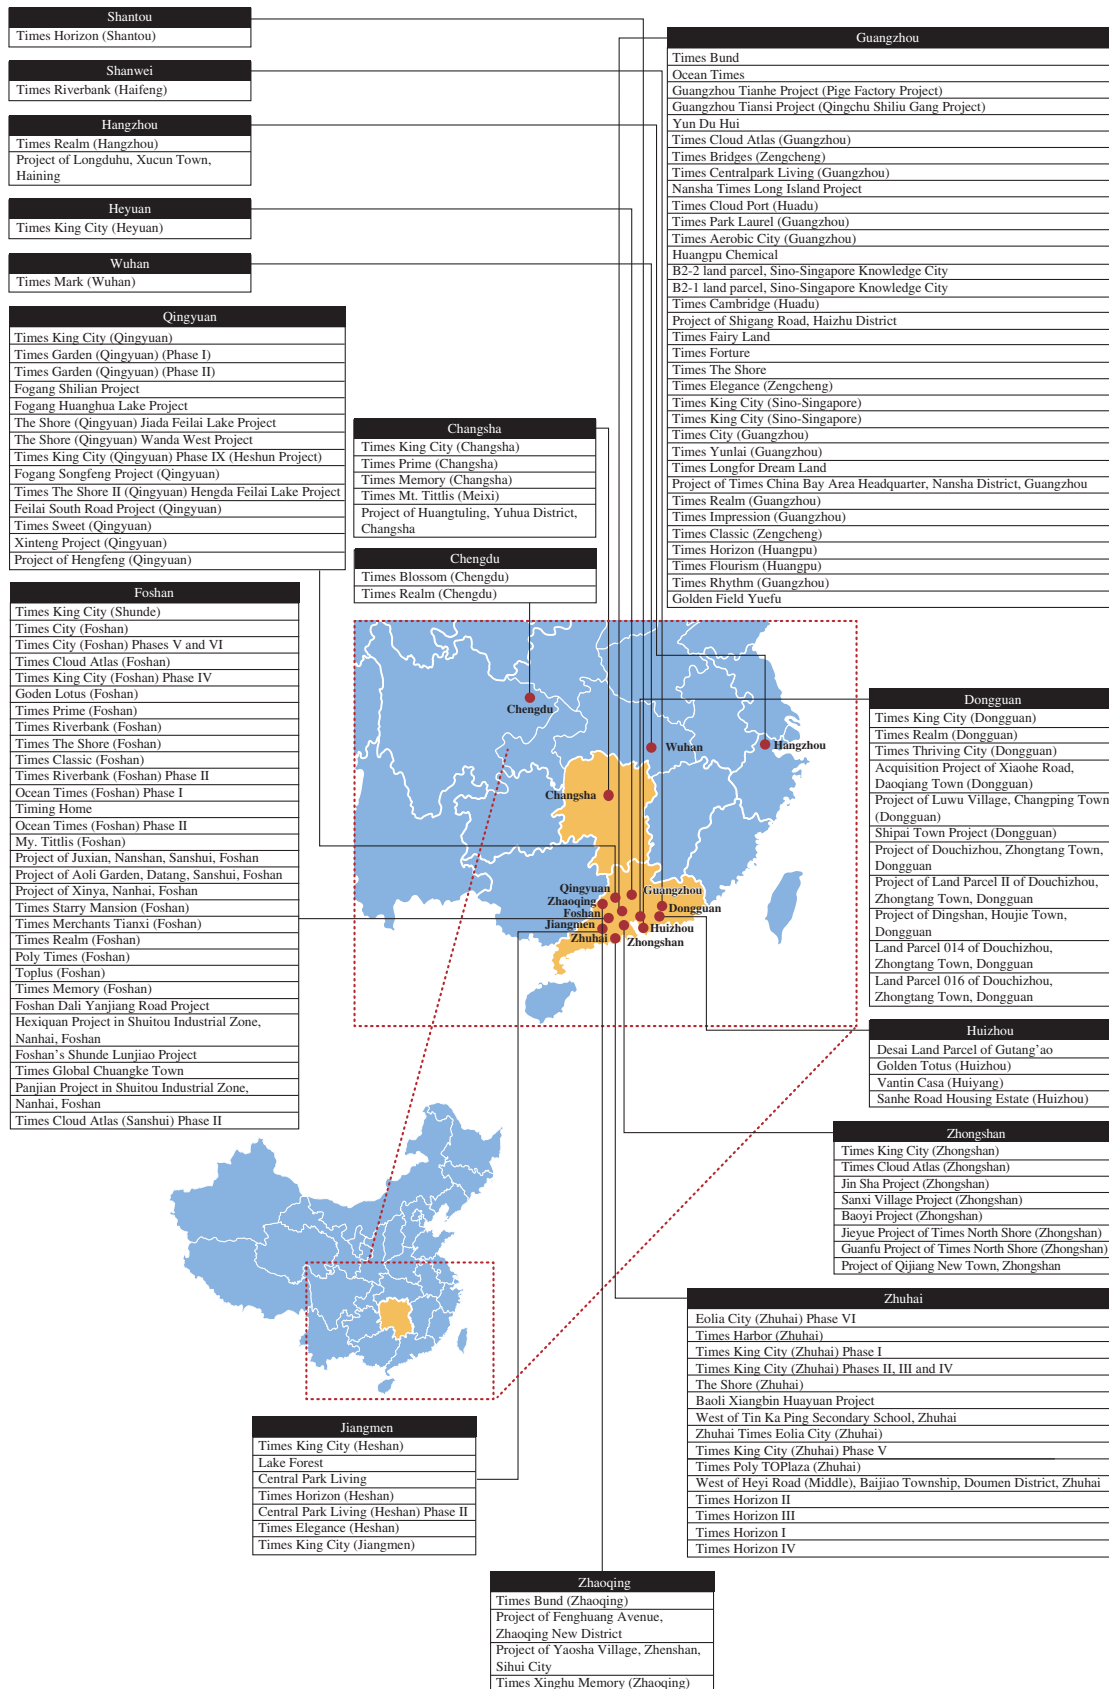 Shantou
Times Horizon (Shantou)
Shanwei
Times Riverbank (Haifeng)
Hangzhou
Times Realm (Hangzhou)
Project of Longduhu, Xucun Town,
Haining
Heyuan
Times King City (Heyuan)
Wuhan
Times Mark (Wuhan)
Qingyuan
Times King City (Qingyuan)
Times Garden (Qingyuan) (Phase I)
Times Garden (Qingyuan) (Phase II)
Fogang Shilian Project
Fogang Huanghua Lake Project
The Shore (Qingyuan) Jiada Feilai Lake Project
The Shore (Qingyuan) Wanda West Project
Times King City (Qingyuan) Phase IX (Heshun Project)
Fogang Songfeng Project (Qingyuan)
Times The Shore II (Qingyuan) Hengda Feilai Lake Project
Feilai South Road Project (Qingyuan)
Times Sweet (Qingyuan)
Xinteng Project (Qingyuan)
Project of Hengfeng (Qingyuan)
Foshan
Times King City (Shunde)
Times City (Foshan)
Times City (Foshan) Phases V and VI
Times Cloud Atlas (Foshan)
Times King City (Foshan) Phase IV
Goden Lotus (Foshan)
Times Prime (Foshan)
Times Riverbank (Foshan)
Times The Shore (Foshan)
Times Classic (Foshan)
Times Riverbank (Foshan) Phase II
Ocean Times (Foshan) Phase I
Timing Home
Ocean Times (Foshan) Phase II
My. Tittlis (Foshan)
Project of Juxian, Nanshan, Sanshui, Foshan
Project of Aoli Garden, Datang, Sanshui, Foshan
Project of Xinya, Nanhai, Foshan
Times Starry Mansion (Foshan)
Times Merchants Tianxi (Foshan)
Times Realm (Foshan)
Poly Times (Foshan)
Toplus (Foshan)
Times Memory (Foshan)
Foshan Dali Yanjiang Road Project
Hexiquan Project in Shuitou Industrial Zone,
Nanhai, Foshan
Foshan's Shunde Lunjiao Project
Times Global Chuangke Town
Panjian Project in Shuitou Industrial Zone,
Nanhai, Foshan
Times Cloud Atlas (Sanshui) Phase II
Changsha
Times King City (Changsha)
Times Prime (Changsha)
Times Memory (Changsha)
Times Mt. Tittlis (Meixi)
Project of Huangtuling, Yuhua District,
Changsha
Chengdu
Times Blossom (Chengdu)
Times Realm (Chengdu)
Guangzhou
Times Bund
Ocean Times
Guangzhou Tianhe Project (Pige Factory Project)
Guangzhou Tiansi Project (Qingchu Shiliu Gang Project)
Yun Du Hui
Times Cloud Atlas (Guangzhou)
Times Bridges (Zengcheng)
Times Centralpark Living (Guangzhou)
Nansha Times Long Island Project
Times Cloud Port (Huadu)
Times Park Laurel (Guangzhou)
Times Aerobic City (Guangzhou)
Huangpu Chemical
B2-2 land parcel, Sino-Singapore Knowledge City
B2-1 land parcel, Sino-Singapore Knowledge City
Times Cambridge (Huadu)
Project of Shigang Road, Haizhu District
Times Fairy Land
Times Forture
Times The Shore
Times Elegance (Zengcheng)
Times King City (Sino-Singapore)
Times King City (Sino-Singapore)
Times City (Guangzhou)
Times Yunlai (Guangzhou)
Times Longfor Dream Land
Project of Times China Bay Area Headquarter, Nansha District, Guangzhou
Times Realm (Guangzhou)
Times Impression (Guangzhou)
Times Classic (Zengcheng)
Times Horizon (Huangpu)
Times Flourism (Huangpu)
Times Rhythm (Guangzhou)
Golden Field Yuefu
Chengdu
Wuhan
Hangzhou
Changsha
Qingyuan
Guangzhou
Zhaoqing
Dongguan
Foshan
Jiangmen
Huizhou
Zhuhai
Zhongshan
Dongguan
Times King City (Dongguan)
Times Realm (Dongguan)
Times Thriving City (Dongguan)
Acquisition Project of Xiaohe Road,
Daoqiang Town (Dongguan)
Project of Luwu Village, Changping Town
(Dongguan)
Shipai Town Project (Dongguan)
Project of Douchizhou, Zhongtang Town,
Dongguan
Project of Land Parcel II of Douchizhou,
Zhongtang Town, Dongguan
Project of Dingshan, Houjie Town,
Dongguan
Land Parcel 014 of Douchizhou,
Zhongtang Town, Dongguan
Land Parcel 016 of Douchizhou,
Zhongtang Town, Dongguan
Huizhou
Desai Land Parcel of Gutang'ao
Golden Totus (Huizhou)
Vantin Casa (Huiyang)
Sanhe Road Housing Estate (Huizhou)
Zhongshan
Times King City (Zhongshan)
Times Cloud Atlas (Zhongshan)
Jin Sha Project (Zhongshan)
Sanxi Village Project (Zhongshan)
Baoyi Project (Zhongshan)
Jieyue Project of Times North Shore (Zhongshan)
Guanfu Project of Times North Shore (Zhongshan)
Project of Qijiang New Town, Zhongshan
Zhuhai
Eolia City (Zhuhai) Phase VI
Times Harbor (Zhuhai)
Times King City (Zhuhai) Phase I
Times King City (Zhuhai) Phases II, III and IV
The Shore (Zhuhai)
Baoli Xiangbin Huayuan Project
West of Tin Ka Ping Secondary School, Zhuhai
Zhuhai Times Eolia City (Zhuhai)
Times King City (Zhuhai) Phase V
Times Poly TOPlaza (Zhuhai)
West of Heyi Road (Middle), Baijiao Township, Doumen District, Zhuhai
Times Horizon II
Times Horizon III
Times Horizon I
Times Horizon IV
Jiangmen
Times King City (Heshan)
Lake Forest
Central Park Living
Times Horizon (Heshan)
Central Park Living (Heshan) Phase II
Times Elegance (Heshan)
Times King City (Jiangmen)
Zhaoqing
Times Bund (Zhaoqing)
Project of Fenghuang Avenue,
Zhaoqing New District
Project of Yaosha Village, Zhenshan,
Sihui City
Times Xinghu Memory (Zhaoqing)